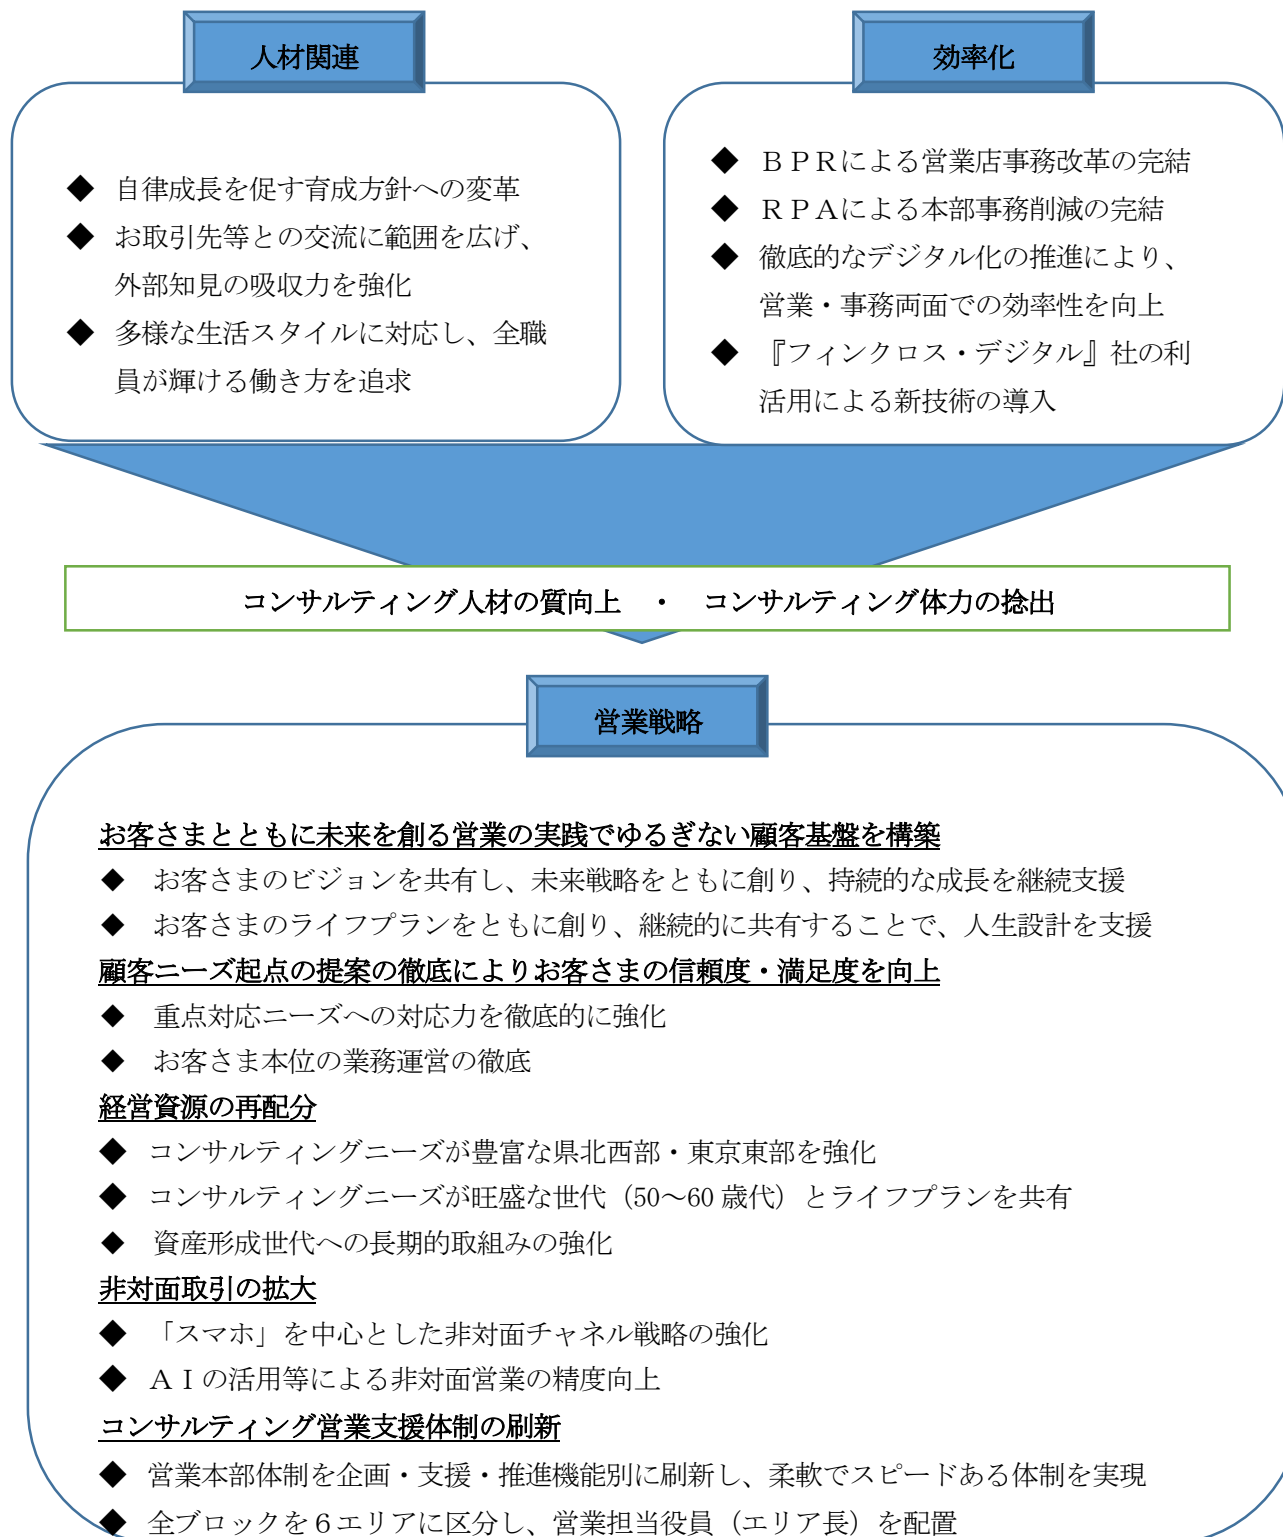 人材関連
◆ 自律成長を促す育成方針への変革
◆ お取引先等との交流に範囲を広げ、
外部知見の吸収力を強化
◆ 多様な生活スタイルに対応し、全職
員が輝ける働き方を追求
効率化
◆ ＢＰＲによる営業店事務改革の完結
◆ ＲＰＡによる本部事務削減の完結
◆ 徹底的なデジタル化の推進により、
営業・事務両面での効率性を向上
◆ 『フィンクロス・デジタル』社の利
活用による新技術の導入
コンサルティング人材の質向上　・　コンサルティング体力の捻出
営業戦略
お客さまとともに未来を創る営業の実践でゆるぎない顧客基盤を構築
◆ お客さまのビジョンを共有し、未来戦略をともに創り、持続的な成長を継続支援
◆ お客さまのライフプランをともに創り、継続的に共有することで、人生設計を支援
顧客ニーズ起点の提案の徹底によりお客さまの信頼度・満足度を向上
◆ 重点対応ニーズへの対応力を徹底的に強化
◆ お客さま本位の業務運営の徹底
経営資源の再配分
◆ コンサルティングニーズが豊富な県北西部・東京東部を強化
◆ コンサルティングニーズが旺盛な世代（50～60 歳代）とライフプランを共有
◆ 資産形成世代への長期的取組みの強化
非対面取引の拡大
◆ 「スマホ」を中心とした非対面チャネル戦略の強化
◆ ＡＩの活用等による非対面営業の精度向上
コンサルティング営業支援体制の刷新
◆ 営業本部体制を企画・支援・推進機能別に刷新し、柔軟でスピードある体制を実現
◆ 全ブロックを６エリアに区分し、営業担当役員（エリア長）を配置